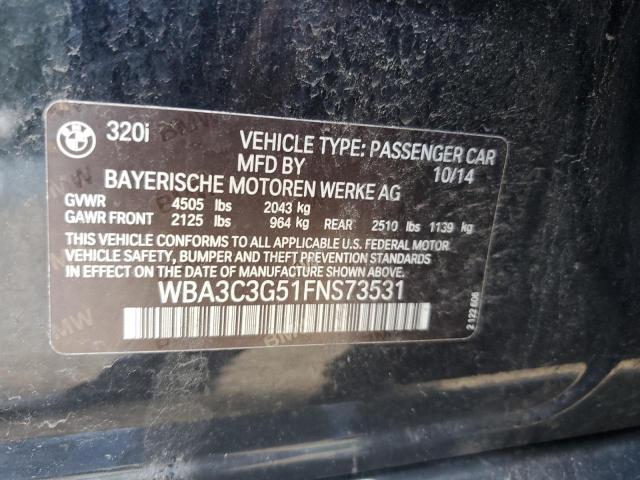 BMW 320i
VEHICLE TYPE: PASSENGER CAR
MFD BY 10/14
BAYERISCHE MOTOREN WERKE AG
GVWR 4505 lbs 2043 kg
GAWR FRONT 2125 lbs 964 kg REAR 2510 lbs 1139 kg
THIS VEHICLE CONFORMS TO ALL APPLICABLE U.S. FEDERAL MOTOR
VEHICLE SAFETY, BUMPER AND THEFT PREVENTION STANDARDS
IN EFFECT ON THE DATE OF MANUFACTURE SHOWN ABOVE.
WBA3C3G51FNS73531